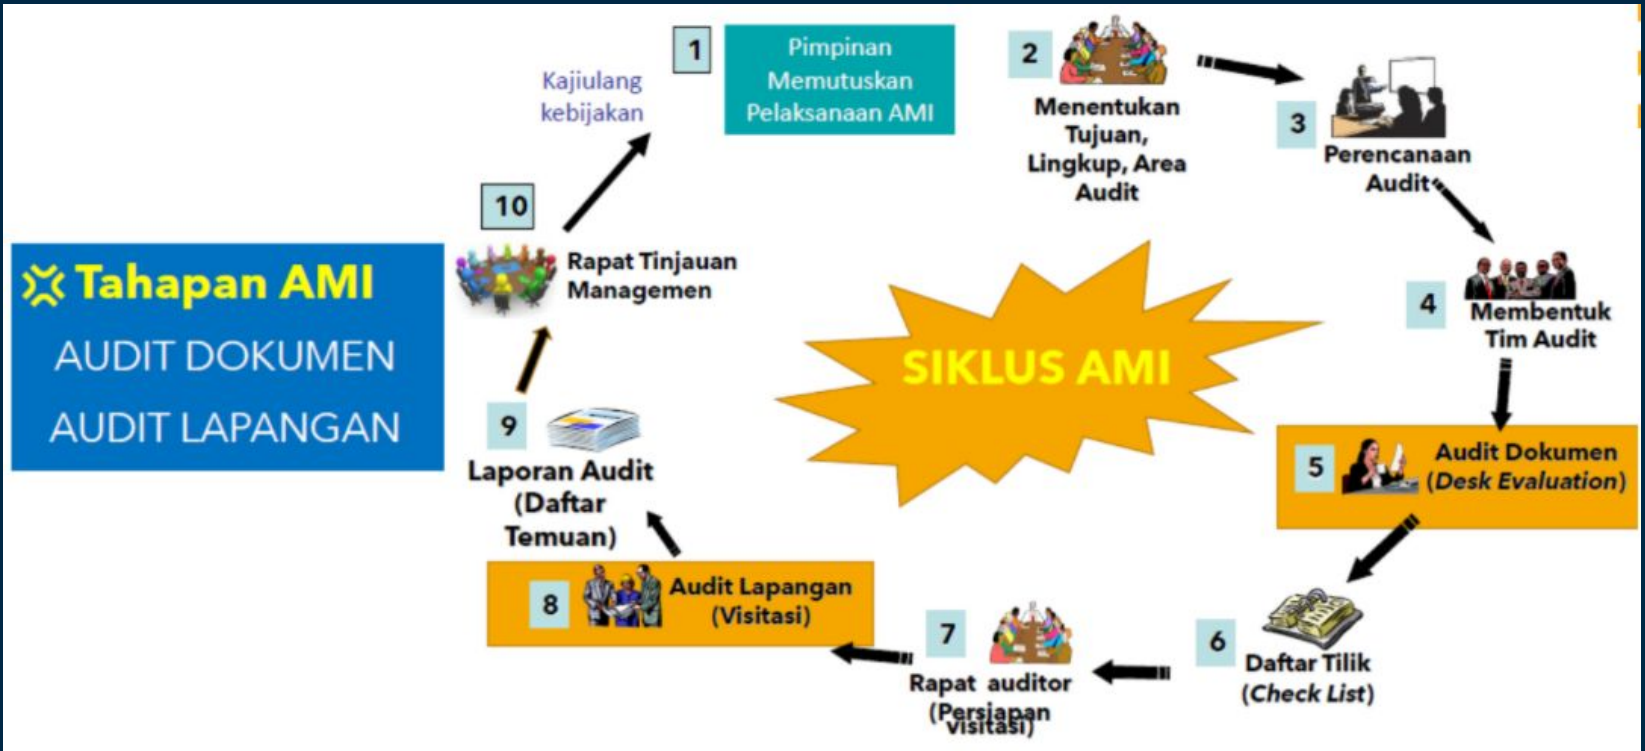 Tahapan AMI
AUDIT DOKUMEN
AUDIT LAPANGAN
SIKLUS AMI
1
Pimpinan
Memutuskan
Pelaksanaan AMI
2
Menentukan
Tujuan,
Lingkup, Area
Audit
3
Perencanaan
Audit
4
Membentuk
Tim Audit
5
Audit Dokumen
(Desk Evaluation)
6
Daftar Tilik
(Check List)
7
Rapat auditor
(Persiapan
visitasi)
8
Audit Lapangan
(Visitasi)
9
Laporan Audit
(Daftar
Temuan)
10
Rapat Tinjauan
Managemen
Kajiulang
kebijakan